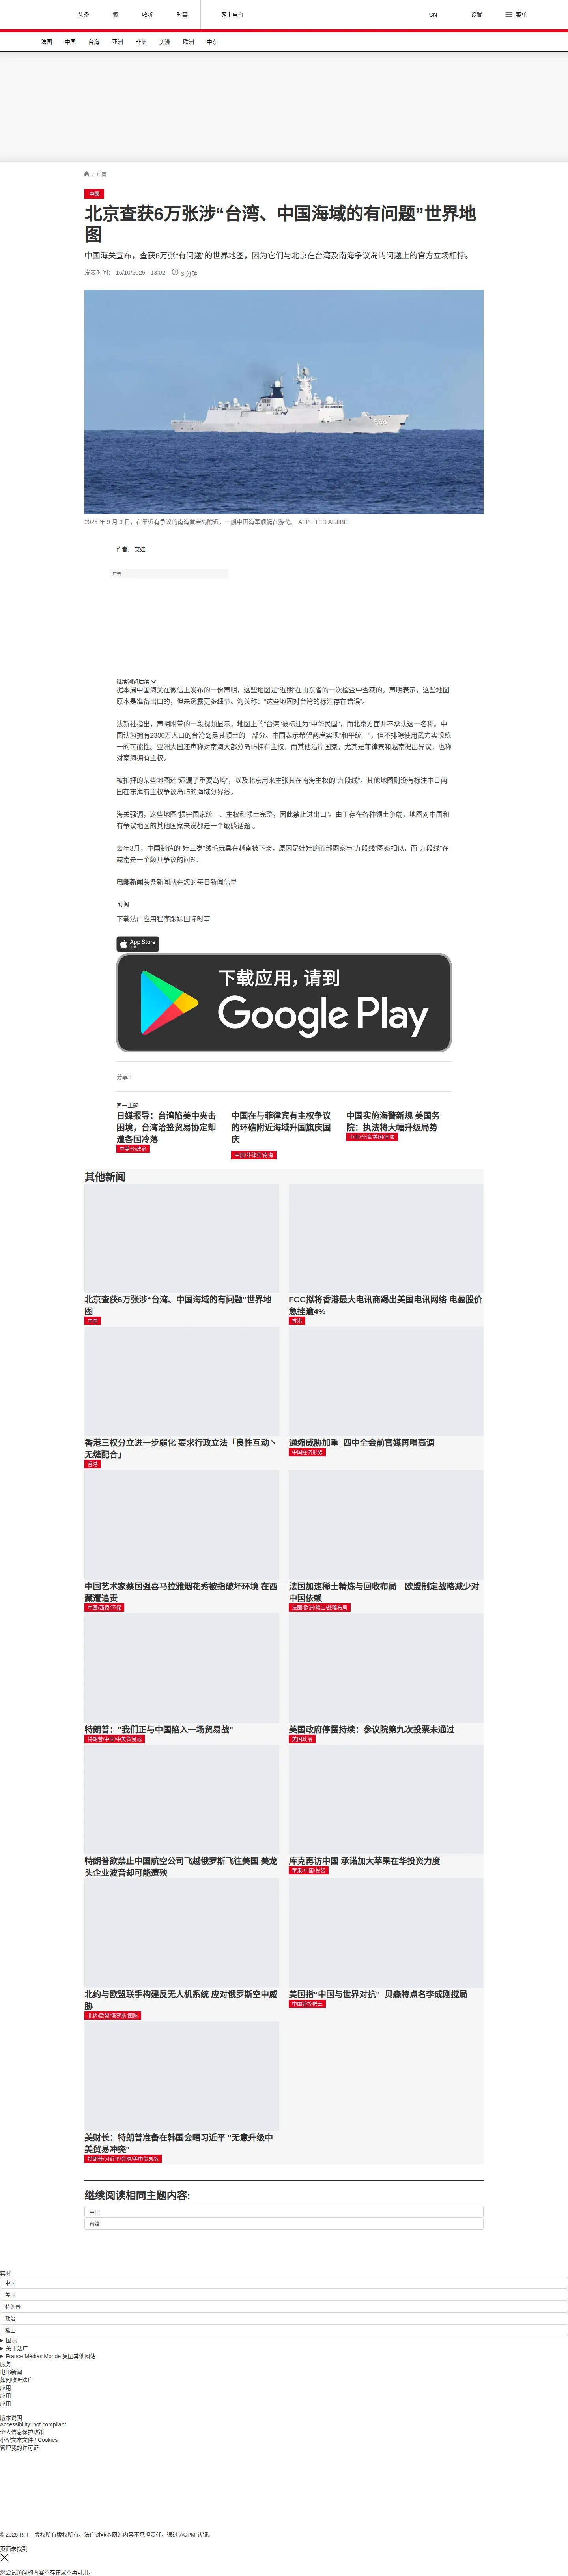 头条
繁
收听
时事
网上电台
CN
设置
菜单
法国
中国
台海
亚洲
非洲
美洲
欧洲
中东
/ 中国
中国
北京查获6万张涉“台湾、中国海域的有问题”世界地
图
中国海关宣布，查获6万张“有问题”的世界地图，因为它们与北京在台湾及南海争议岛屿问题上的官方立场相悖。
发表时间： 16/10/2025 - 13:02
3 分钟
2025 年 9 月 3 日，在靠近有争议的南海黄岩岛附近，一艘中国海军舰艇在游弋。 AFP - TED ALJIBE
作者： 艾娃
广告
继续浏览后续
据本周中国海关在微信上发布的一份声明，这些地图是“近期”在山东省的一次检查中查获的。声明表示，这些地图
原本是准备出口的，但未透露更多细节。海关称：“这些地图对台湾的标注存在错误”。
法新社指出，声明附带的一段视频显示，地图上的“台湾”被标注为“中华民国”，而北京方面并不承认这一名称。中
国认为拥有2300万人口的台湾岛是其领土的一部分。中国表示希望两岸实现“和平统一”，但不排除使用武力实现统
一的可能性。亚洲大国还声称对南海大部分岛屿拥有主权，而其他沿岸国家，尤其是菲律宾和越南提出异议，也称
对南海拥有主权。
被扣押的某些地图还“遗漏了重要岛屿”，以及北京用来主张其在南海主权的“九段线”。其他地图则没有标注中日两
国在东海有主权争议岛屿的海域分界线。
海关强调，这些地图“损害国家统一、主权和领土完整，因此禁止进出口”。由于存在各种领土争端，地图对中国和
有争议地区的其他国家来说都是一个敏感话题 。
去年3月，中国制造的“娃三岁”绒毛玩具在越南被下架，原因是娃娃的面部图案与“九段线”图案相似，而“九段线”在
越南是一个颇具争议的问题。
电邮新闻头条新闻就在您的每日新闻信里
订阅
下载法广应用程序跟踪国际时事
App Store
下载
下载应用，请到
Google Play
分享 :
同一主题
日媒报导：台湾陷美中夹击
困境，台湾洽签贸易协定却
遭各国冷落
中美台/政治
中国在与菲律宾有主权争议
的环礁附近海域升国旗庆国
庆
中国/菲律宾/南海
中国实施海警新规 美国务
院：执法将大幅升级局势
中国/台湾/美国/南海
其他新闻
北京查获6万张涉“台湾、中国海域的有问题”世界地
图
中国
FCC拟将香港最大电讯商踢出美国电讯网络 电盈股价
急挫逾4%
香港
香港三权分立进一步弱化 要求行政立法「良性互动丶
无缝配合」
香港
通缩威胁加重 四中全会前官媒再唱高调
中国经济形势
中国艺术家蔡国强喜马拉雅烟花秀被指破坏环境 在西
藏遭追责
中国/西藏/环保
法国加速稀土精炼与回收布局 欧盟制定战略减少对
中国依赖
法国/欧洲/稀土/战略布局
特朗普："我们正与中国陷入一场贸易战"
特朗普/中国/中美贸易战
美国政府停摆持续：参议院第九次投票未通过
美国政治
特朗普欲禁止中国航空公司飞越俄罗斯飞往美国 美龙
头企业波音却可能遭殃
库克再访中国 承诺加大苹果在华投资力度
苹果/中国/投资
北约与欧盟联手构建反无人机系统 应对俄罗斯空中威
胁
北约/欧盟/俄罗斯/国防
美国指“中国与世界对抗” 贝森特点名李成刚搅局
中国管控稀土
美财长：特朗普准备在韩国会晤习近平 "无意升级中
美贸易冲突"
特朗普/习近平/会晤/美中贸易战
继续阅读相同主题内容:
中国
台湾
实时
中国
美国
特朗普
政治
稀土
国际
关于法广
France Médias Monde 集团其他网站
服务
电邮新闻
如何收听法广
应用
应用
应用
版本说明
Accessibility: not compliant
个人信息保护政策
小型文本文件 / Cookies
管理我的许可证
© 2025 RFI – 版权所有版权所有。法广对非本网站内容不承担责任。通过 ACPM 认证。
页面未找到
您尝试访问的内容不存在或不再可用。